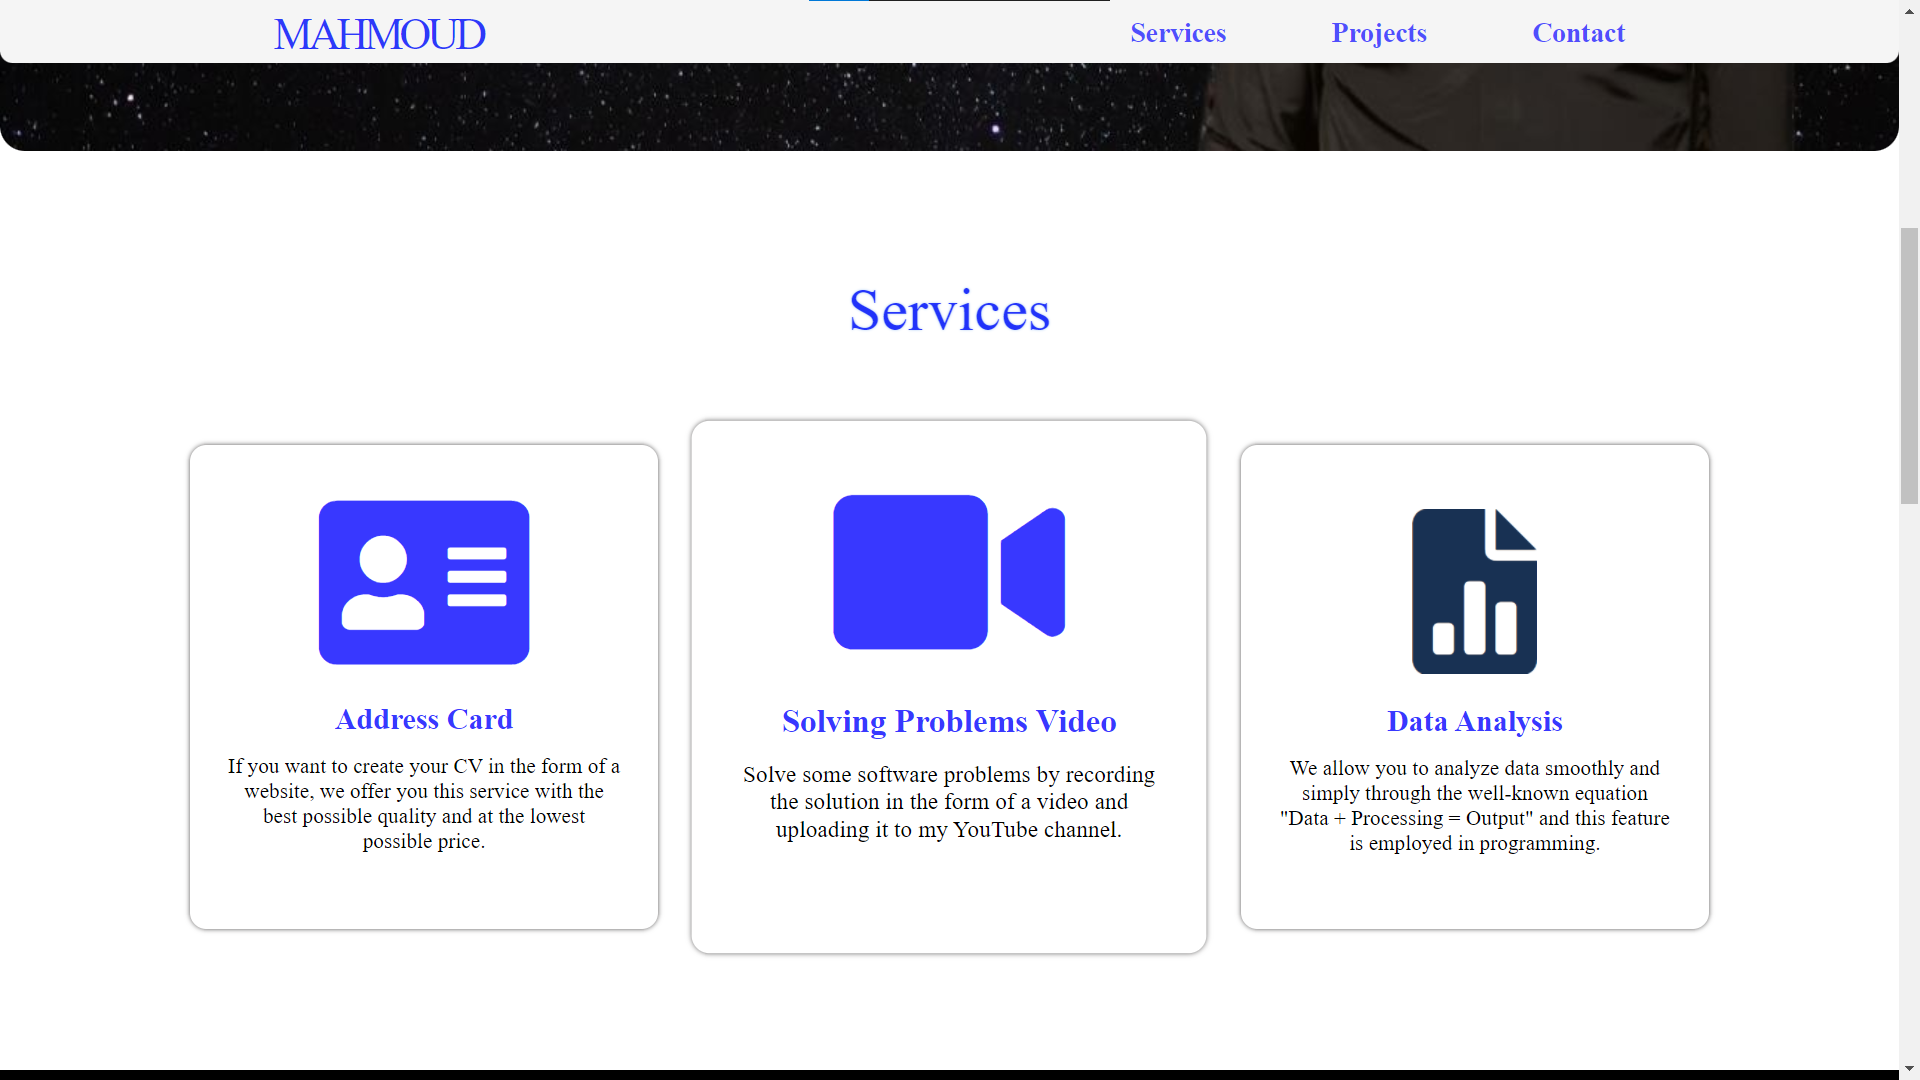 MAHMOUD
Services
Projects
Contact
Services
Address Card
If you want to create your CV in the form of a
website, we offer you this service with the
best possible quality and at the lowest
possible price.
Solving Problems Video
Solve some software problems by recording
the solution in the form of a video and
uploading it to my YouTube channel.
Data Analysis
We allow you to analyze data smoothly and
simply through the well-known equation
"Data + Processing = Output" and this feature
is employed in programming.